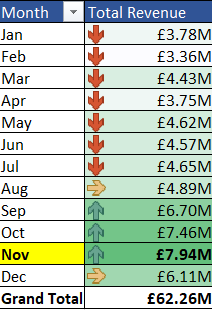 Month Total Revenue
Jan £3.78M
Feb £3.36M
Mar £4.43M
Apr £3.75M
May £4.62M
Jun £4.57M
Jul £4.65M
Aug £4.89M
Sep £6.70M
Oct £7.46M
Nov £7.94M
Dec £6.11M
Grand Total £62.26M